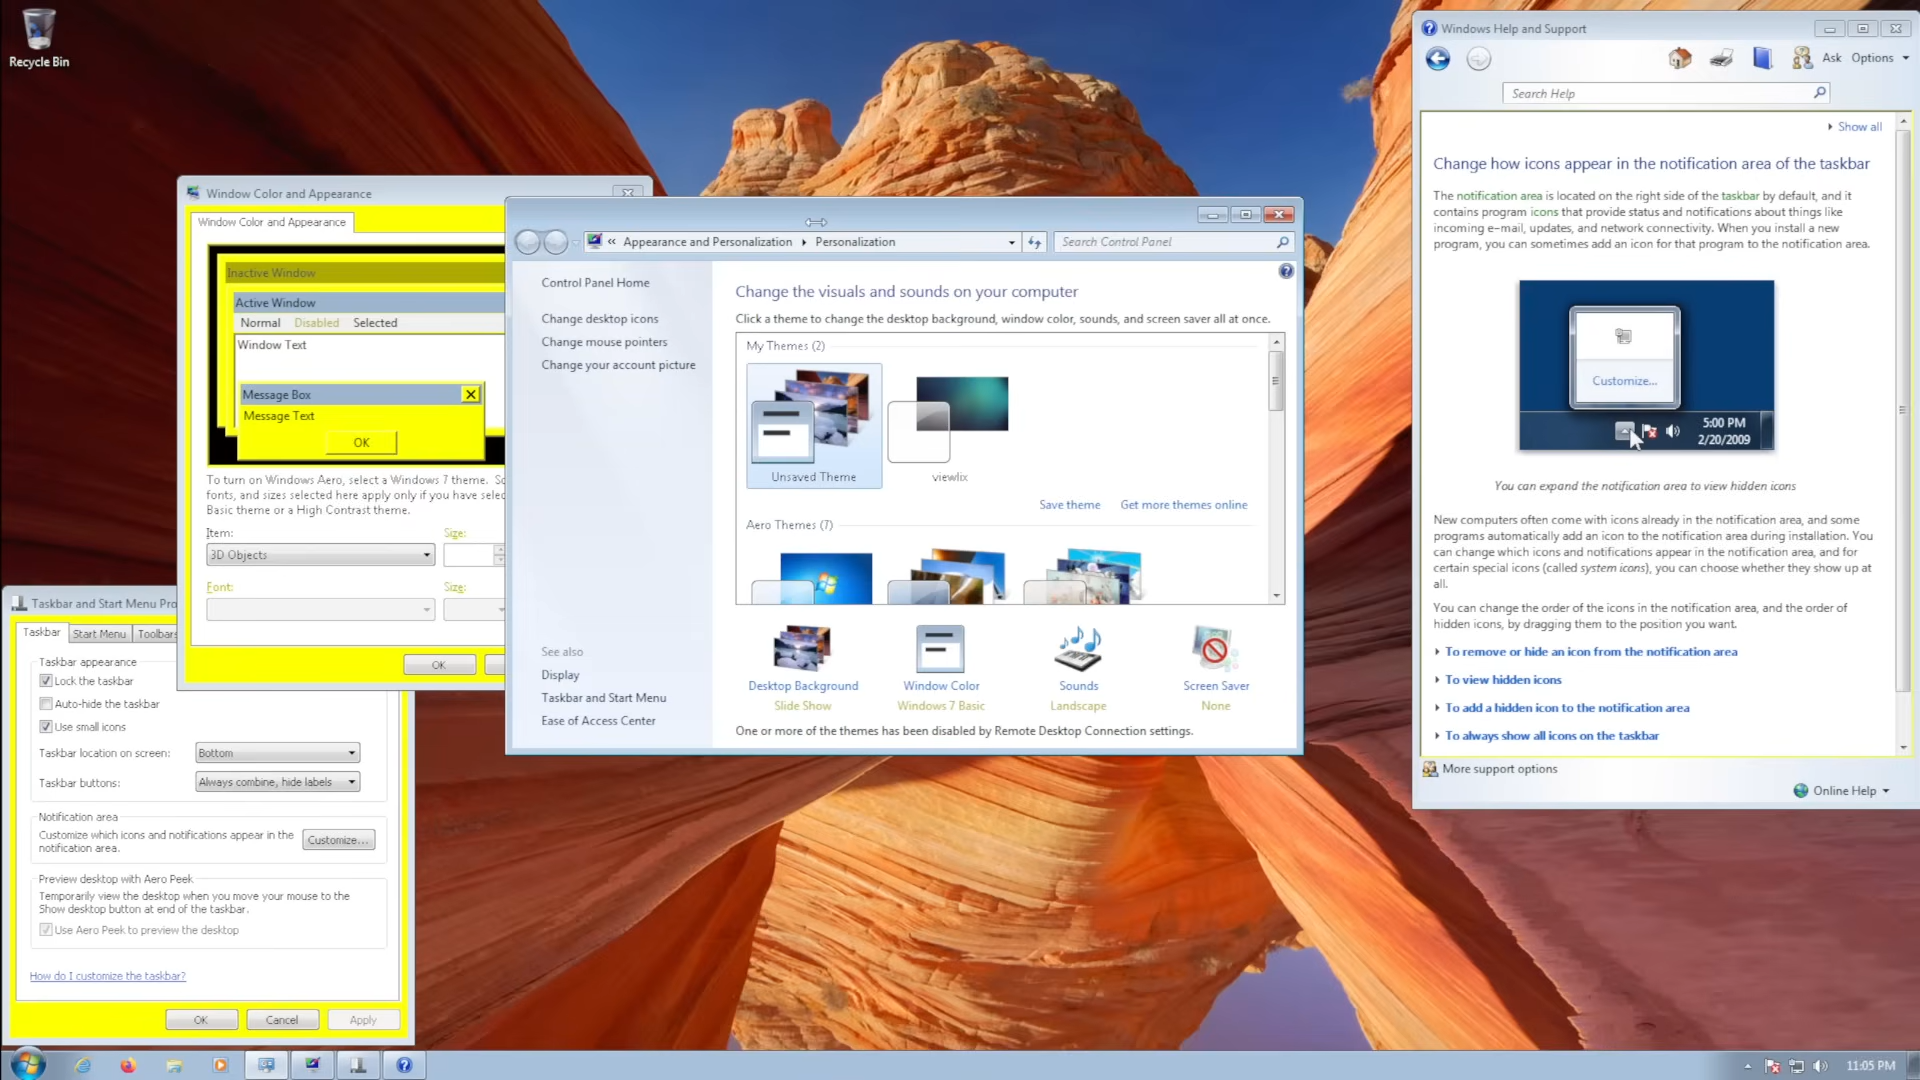 Recycle Bin
Windows Help and Support
Ask
Options
Search Help
Show all
Change how icons appear in the notification area of the taskbar
The notification area is located on the right side of the taskbar by default, and it
contains program icons that provide status and notifications about things like
incoming e-mail, updates, and network connectivity. When you install a new
program, you can sometimes add an icon for that program to the notification area.
Customize...
5:00 PM
2/20/2009
You can expand the notification area to view hidden icons
New computers often come with icons already in the notification area, and some
programs automatically add an icon to the notification area during installation. You
can change which icons and notifications appear in the notification area, and for
certain special icons (called system icons), you can choose whether they show up at
all.
You can change the order of the icons in the notification area, and the order of
hidden icons, by dragging them to the position you want.
To remove or hide an icon from the notification area
To view hidden icons
To add a hidden icon to the notification area
To always show all icons on the taskbar
More support options
Online Help
Window Color and Appearance
Window Color and Appearance
Inactive Window
Active Window
Normal Disabled Selected
Window Text
Message Box
Message Text
OK
To turn on Windows Aero, select a Windows 7 theme.
fonts, and sizes selected here apply only if you have selec
Basic theme or a High Contrast theme.
Item:
Size:
3D Objects
Font:
Size:
OK
« Appearance and Personalization
Personalization
Search Control Panel
Control Panel Home
Change desktop icons
Change mouse pointers
Change your account picture
See also
Display
Taskbar and Start Menu
Ease of Access Center
Change the visuals and sounds on your computer
Click a theme to change the desktop background, window color, sounds, and screen saver all at once.
My Themes (2)
Unsaved Theme
viewlix
Save theme
Get more themes online
Aero Themes (7)
Desktop Background
Slide Show
Window Color
Windows 7 Basic
Sounds
Landscape
Screen Saver
None
One or more of the themes has been disabled by Remote Desktop Connection settings.
Taskbar and Start Menu Pro
Taskbar
Start Menu
Toolbars
Taskbar appearance
Lock the taskbar
Auto-hide the taskbar
Use small icons
Taskbar location on screen:
Bottom
Taskbar buttons:
Always combine, hide labels
Notification area
Customize which icons and notifications appear in the
notification area.
Customize...
Preview desktop with Aero Peek
Temporarily view the desktop when you move your mouse to the
Show desktop button at end of the taskbar.
Use Aero Peek to preview the desktop
How do I customize the taskbar?
OK
Cancel
Apply
11:05 PM